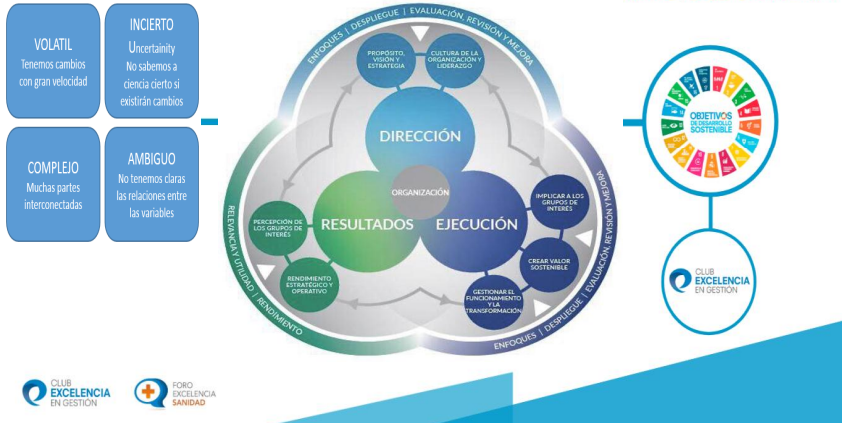 VOLATIL
Tenemos cambios
con gran velocidad
INCIERTO
Uncertainity
No sabemos a
ciencia cierto si
existirán cambios
COMPLEJO
Muchas partes
interconectadas
AMBIGUO
No tenemos claras
las relaciones entre
las variables
ENFOQUES | DESPLIEGUE | EVALUACIÓN, REVISIÓN Y MEJORA
PROPÓSITO,
VISIÓN Y
ESTRATEGIA
CULTURA DE LA
ORGANIZACIÓN Y
LIDERAZGO
DIRECCIÓN
ORGANIZACIÓN
RESULTADOS
EJECUCIÓN
PERCEPCIÓN DE
LOS GRUPOS DE
INTERÉS
RENDIMIENTO
ESTRATÉGICO Y
OPERATIVO
RELEVANCIA Y UTILIDAD | RENDIMIENTO
IMPLICAR A LOS
GRUPOS DE
INTERÉS
CREAR VALOR
SOSTENIBLE
GESTIONAR EL
FUNCIONAMIENTO
Y LA
TRANSFORMACIÓN
ENFOQUES | DESPLIEGUE | EVALUACIÓN, REVISIÓN Y MEJORA
OBJETIVOS
DE DESARROLLO
SOSTENIBLE
CLUB
EXCELENCIA
EN GESTIÓN
CLUB
EXCELENCIA
EN GESTIÓN
FORO
EXCELENCIA
SANIDAD